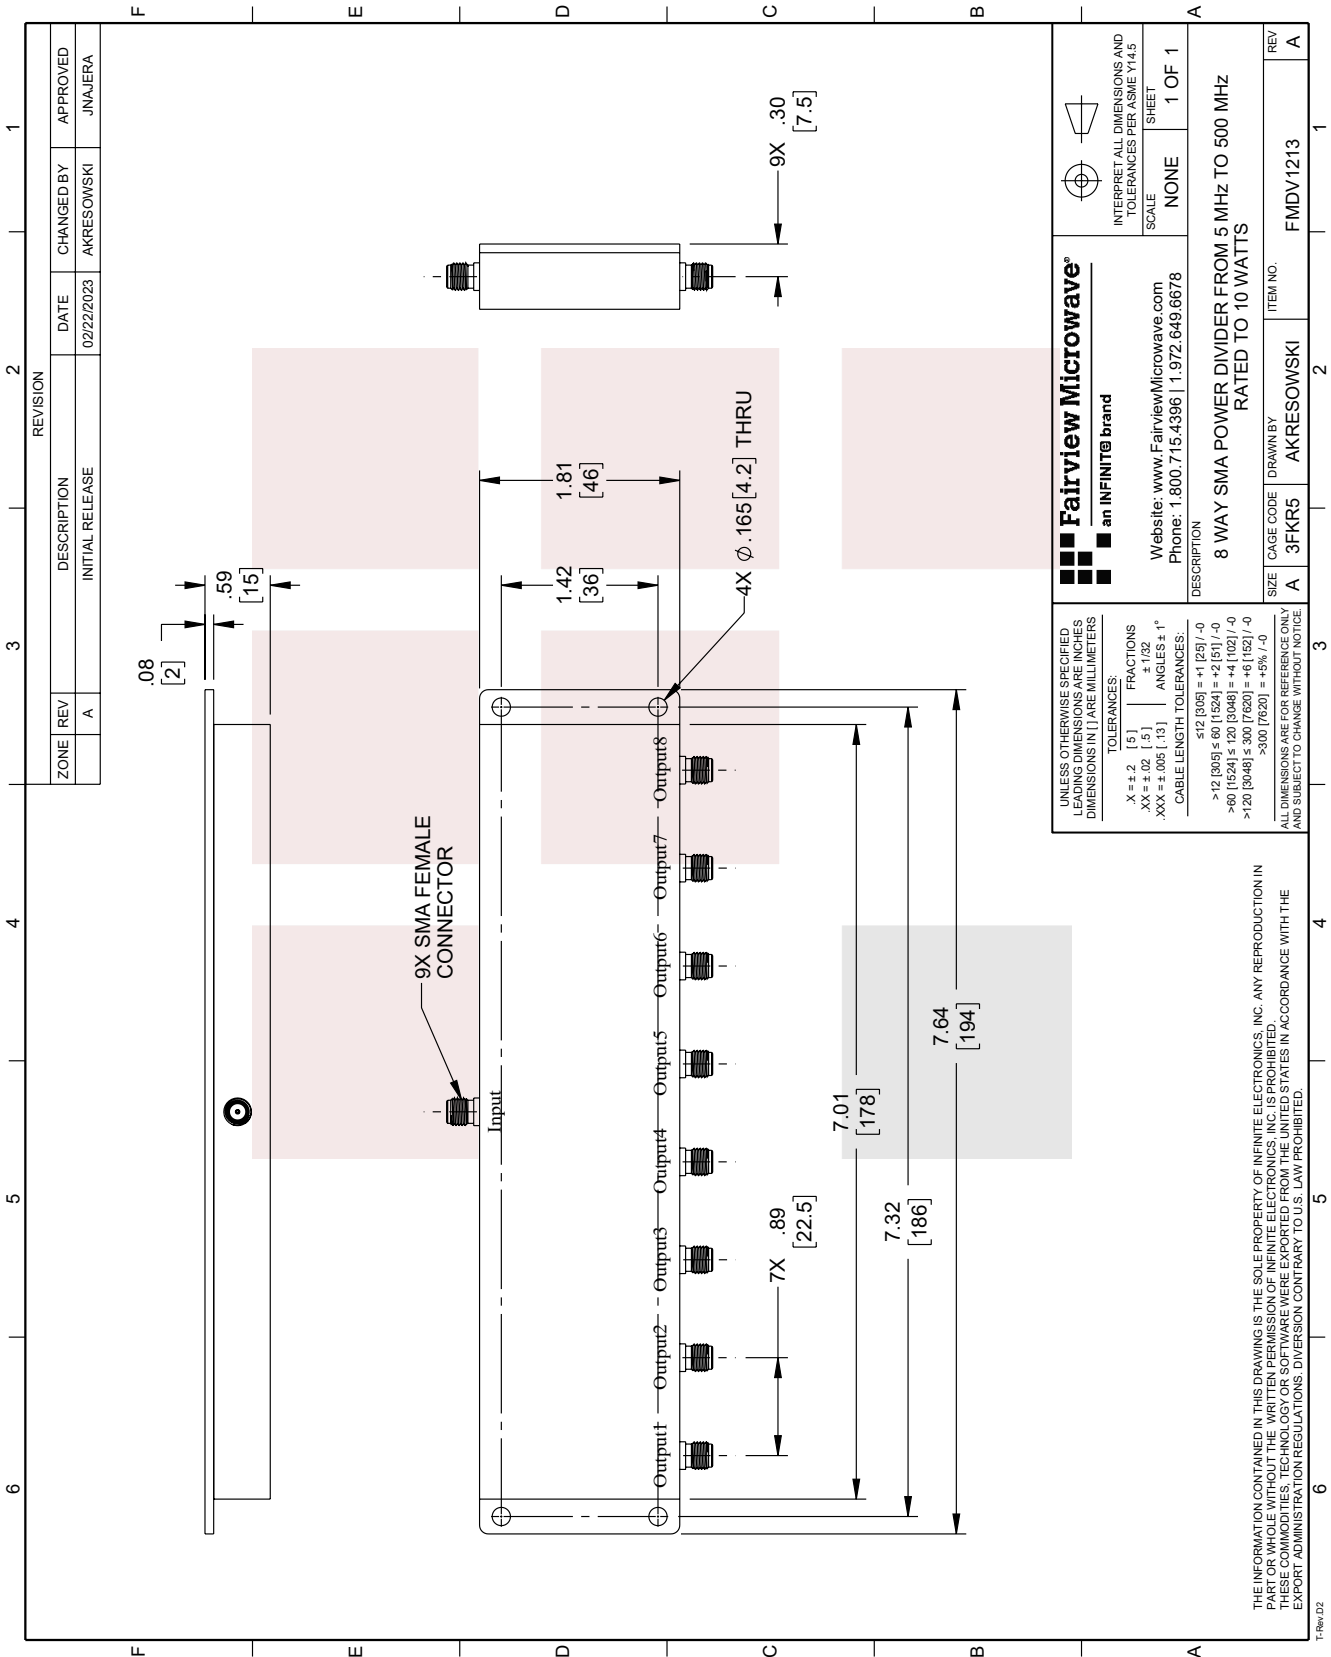 REVISION
ZONE REV DESCRIPTION DATE CHANGED BY APPROVED
A INITIAL RELEASE 02/22/2023 AKRESOWSKI JNAJERA
6 5 4 3 2 1
F
E
D
C
B
A
F
E
D
C
B
A
.08
[2]
.59
[15]
9X SMA FEMALE
CONNECTOR
Input
1.42
[36]
1.81
[46]
4X Ø .165 [4.2] THRU
Output1 Output2 Output3 Output4 Output5 Output6 Output7 Output8
9X .30
[7.5]
7X .89
[22.5]
7.01
[178]
7.32
[186]
7.64
[194]
UNLESS OTHERWISE SPECIFIED
LEADING DIMENSIONS ARE INCHES
DIMENSIONS IN [ ] ARE MILLIMETERS
TOLERANCES:
.X = ± .2 [ 5 ] FRACTIONS
.XX = ± .02 [ .5 ] ± 1/32
.XXX = ± .005 [ .13 ] ANGLES ± 1°
CABLE LENGTH TOLERANCES:
≤12 [305] = +1 [25] / -0
>12 [305] ≤ 60 [1524] = +2 [51] / -0
>60 [1524] ≤ 120 [3048] = +4 [102] / -0
>120 [3048] ≤ 300 [7620] = +6 [152] / -0
>300 [7620] = +5% / -0
ALL DIMENSIONS ARE FOR REFERENCE ONLY
AND SUBJECT TO CHANGE WITHOUT NOTICE.
Fairview Microwave®
an INFINITE brand
Website: www.FairviewMicrowave.com
Phone: 1.800.715.4396 | 1.972.649.6678
INTERPRET ALL DIMENSIONS AND
TOLERANCES PER ASME Y14.5
SCALE SHEET
NONE 1 OF 1
DESCRIPTION
8 WAY SMA POWER DIVIDER FROM 5 MHz TO 500 MHz
RATED TO 10 WATTS
SIZE CAGE CODE DRAWN BY ITEM NO. REV
A 3FKR5 AKRESOWSKI FMDV1213 A
THE INFORMATION CONTAINED IN THIS DRAWING IS THE SOLE PROPERTY OF INFINITE ELECTRONICS, INC. ANY REPRODUCTION IN
PART OR WHOLE WITHOUT THE WRITTEN PERMISSION OF INFINITE ELECTRONICS, INC. IS PROHIBITED.
THESE COMMODITIES, TECHNOLOGY OR SOFTWARE WERE EXPORTED FROM THE UNITED STATES IN ACCORDANCE WITH THE
EXPORT ADMINISTRATION REGULATIONS. DIVERSION CONTRARY TO U.S. LAW PROHIBITED.
6 5 4 3 2 1
T-Rev.D2